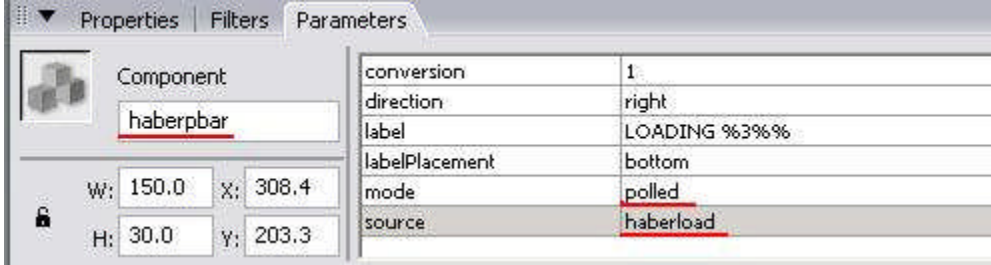 Properties | Filters Parameters
Component
haberpbar
W: 150.0 X: 308.4
H: 30.0 Y: 203.3
conversion 1
direction right
label LOADING %3%%
labelPlacement bottom
mode polled
source haberload